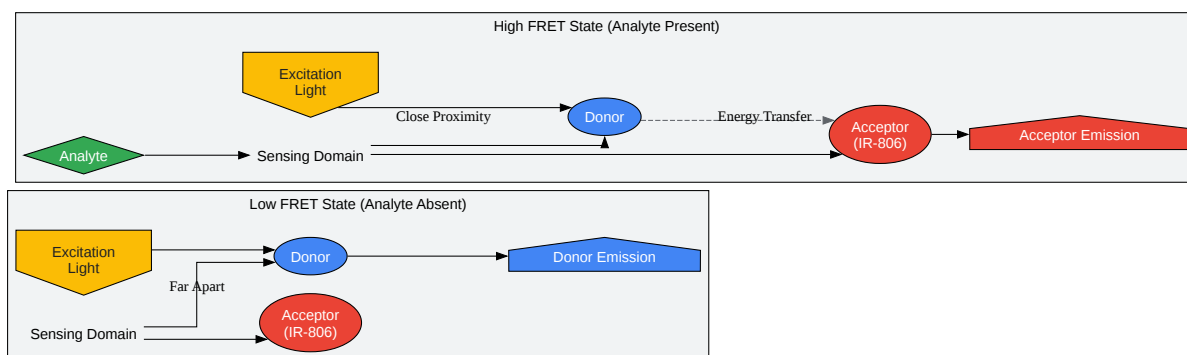 High FRET State (Analyte Present)
Excitation
Light
Close Proximity
Donor
Energy Transfer
Acceptor
(IR-806)
Acceptor Emission
Analyte
Sensing Domain
Low FRET State (Analyte Absent)
Excitation
Light
Donor
Donor Emission
Far Apart
Sensing Domain
Acceptor
(IR-806)